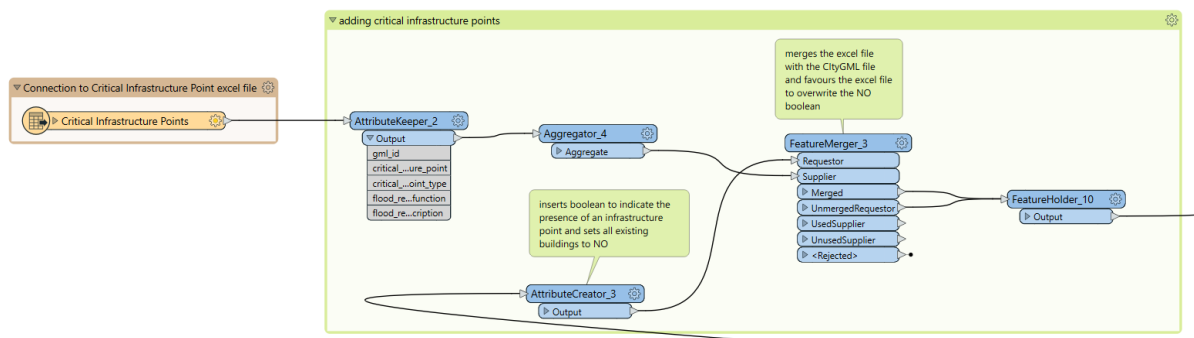 adding critical infrastructure points
Connection to Critical Infrastructure Point excel file
Critical Infrastructure Points
AttributeKeeper_2
Output
gml_id
critical_...ure_point
critical_...oint_type
flood_re...function
flood_re...cription
Aggregator_4
Aggregate
inserts boolean to indicate the
presence of an infrastructure
point and sets all existing
buildings to NO
AttributeCreator_3
Output
merges the excel file
with the CItyGML file
and favours the excel file
to overwrite the NO
boolean
FeatureMerger_3
Requestor
Supplier
Merged
UnmergedRequestor
UsedSupplier
UnusedSupplier
<Rejected>
FeatureHolder_10
Output